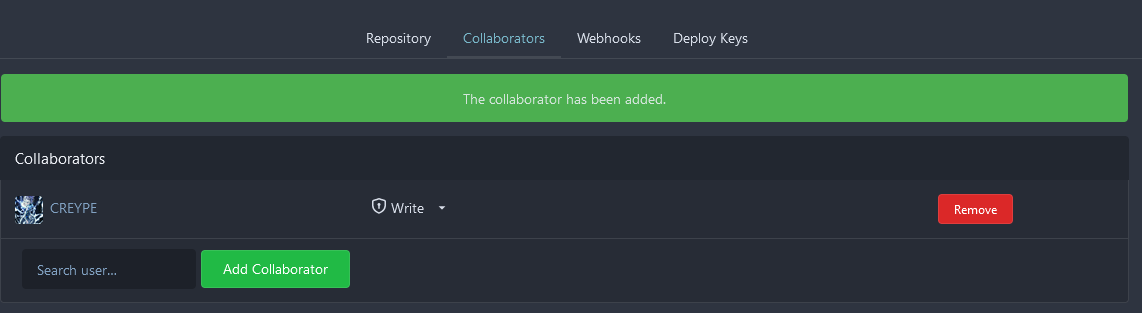 Repository Collaborators Webhooks Deploy Keys
The collaborator has been added.
Collaborators
CREYPE Write Remove
Search user... Add Collaborator